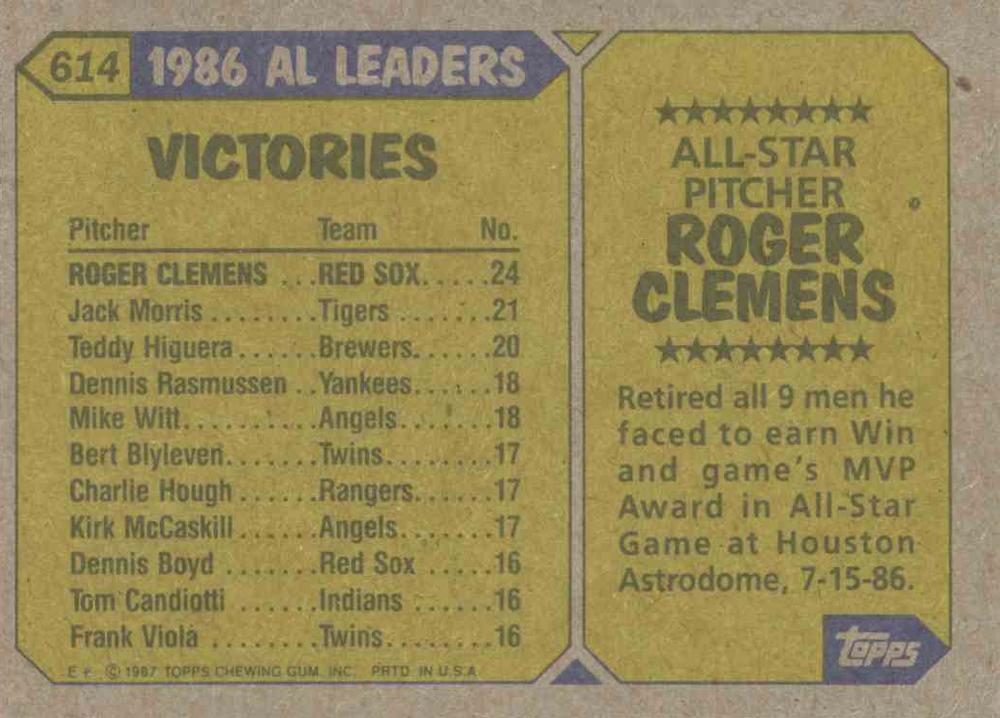 614 1986 AL LEADERS
VICTORIES
Pitcher Team No.
ROGER CLEMENS ...RED SOX.....24
Jack Morris ........Tigers .......21
Teddy Higuera......Brewers......20
Dennis Rasmussen ..Yankees......18
Mike Witt..........Angels.......18
Bert Blyleven.......Twins........17
Charlie Hough ......Rangers......17
Kirk McCaskill......Angels.......17
Dennis Boyd .......Red Sox .....16
Tom Candiotti ......Indians ......16
Frank Viola ........Twins........16
© 1987 TOPPS CHEWING GUM, INC. PRTD. IN U.S.A.
ALL-STAR
PITCHER
ROGER
CLEMENS
Retired all 9 men he
faced to earn Win
and game's MVP
Award in All-Star
Game at Houston
Astrodome, 7-15-86.
topps